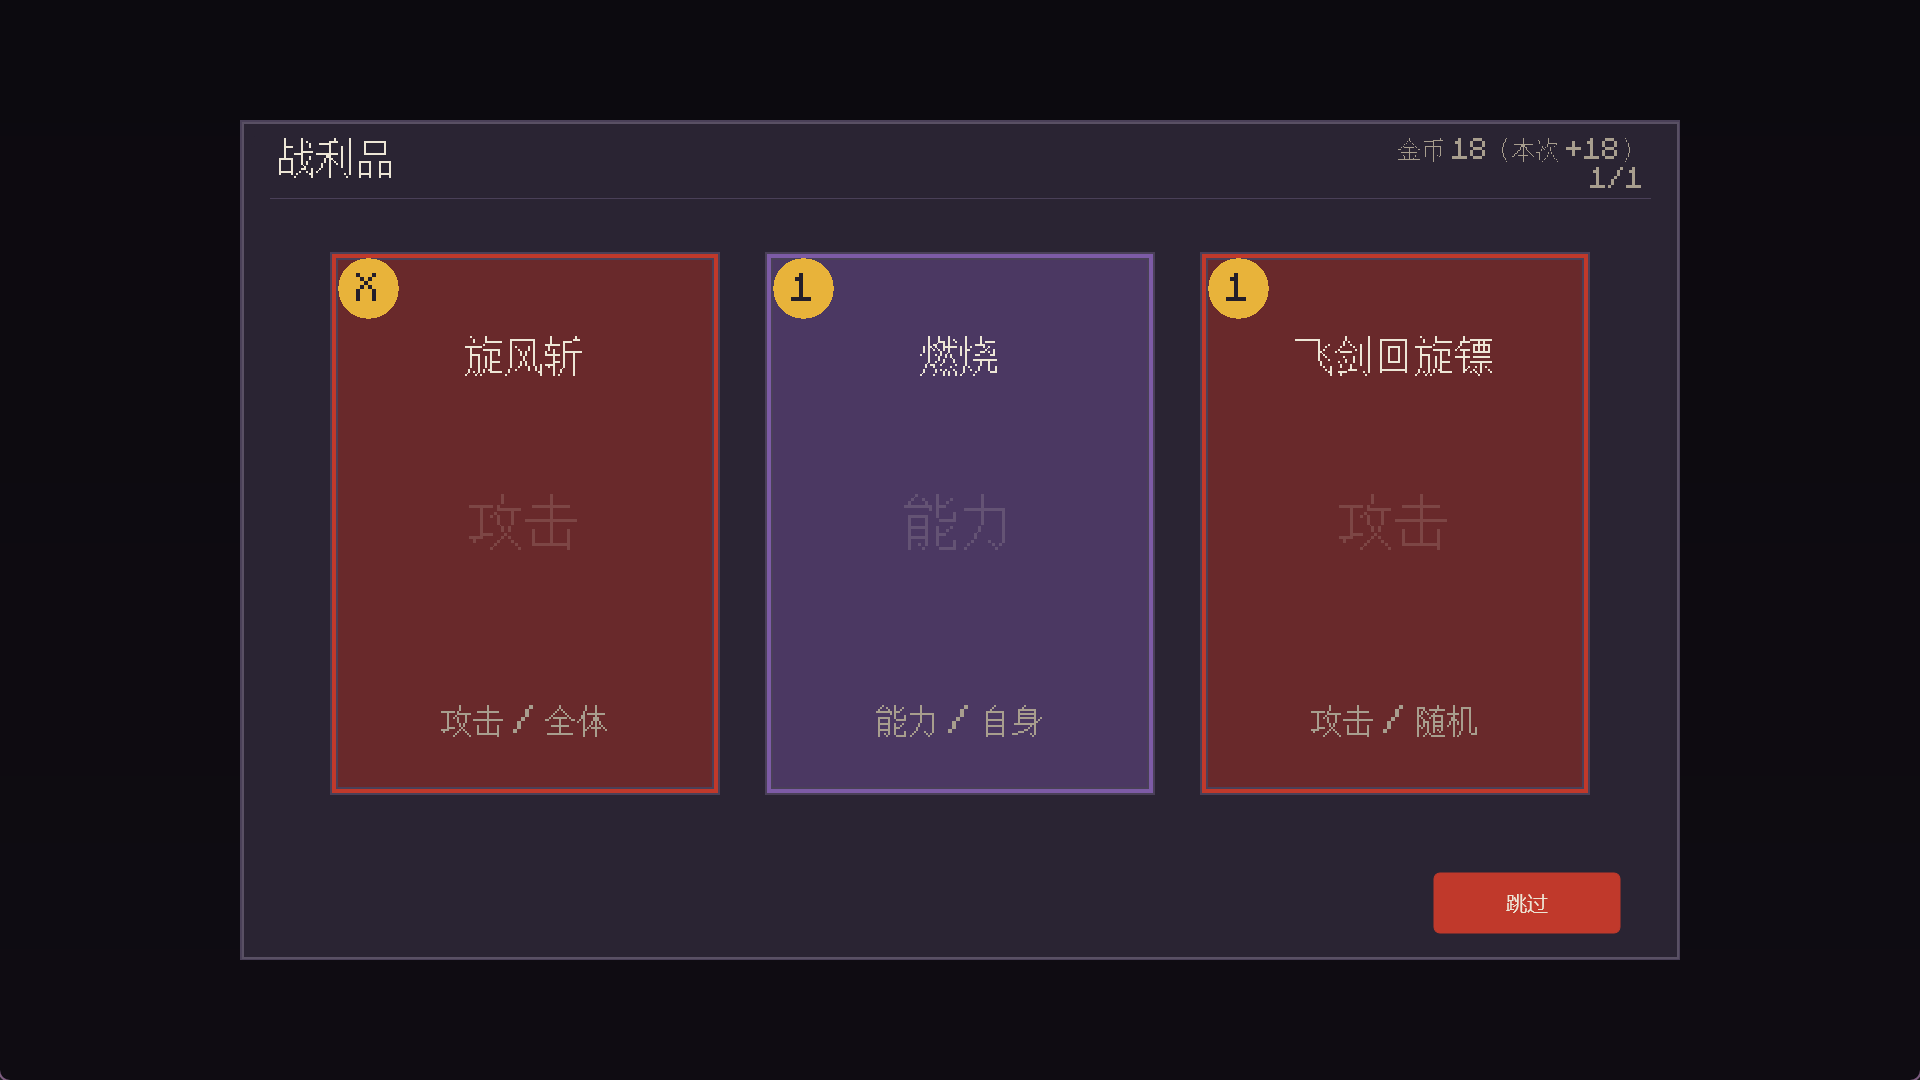 战利品
金币 18（本次 +18）
1/1
X
旋风斩
攻击
攻击 / 全体
1
燃烧
能力
能力 / 自身
1
飞剑回旋镖
攻击
攻击 / 随机
跳过